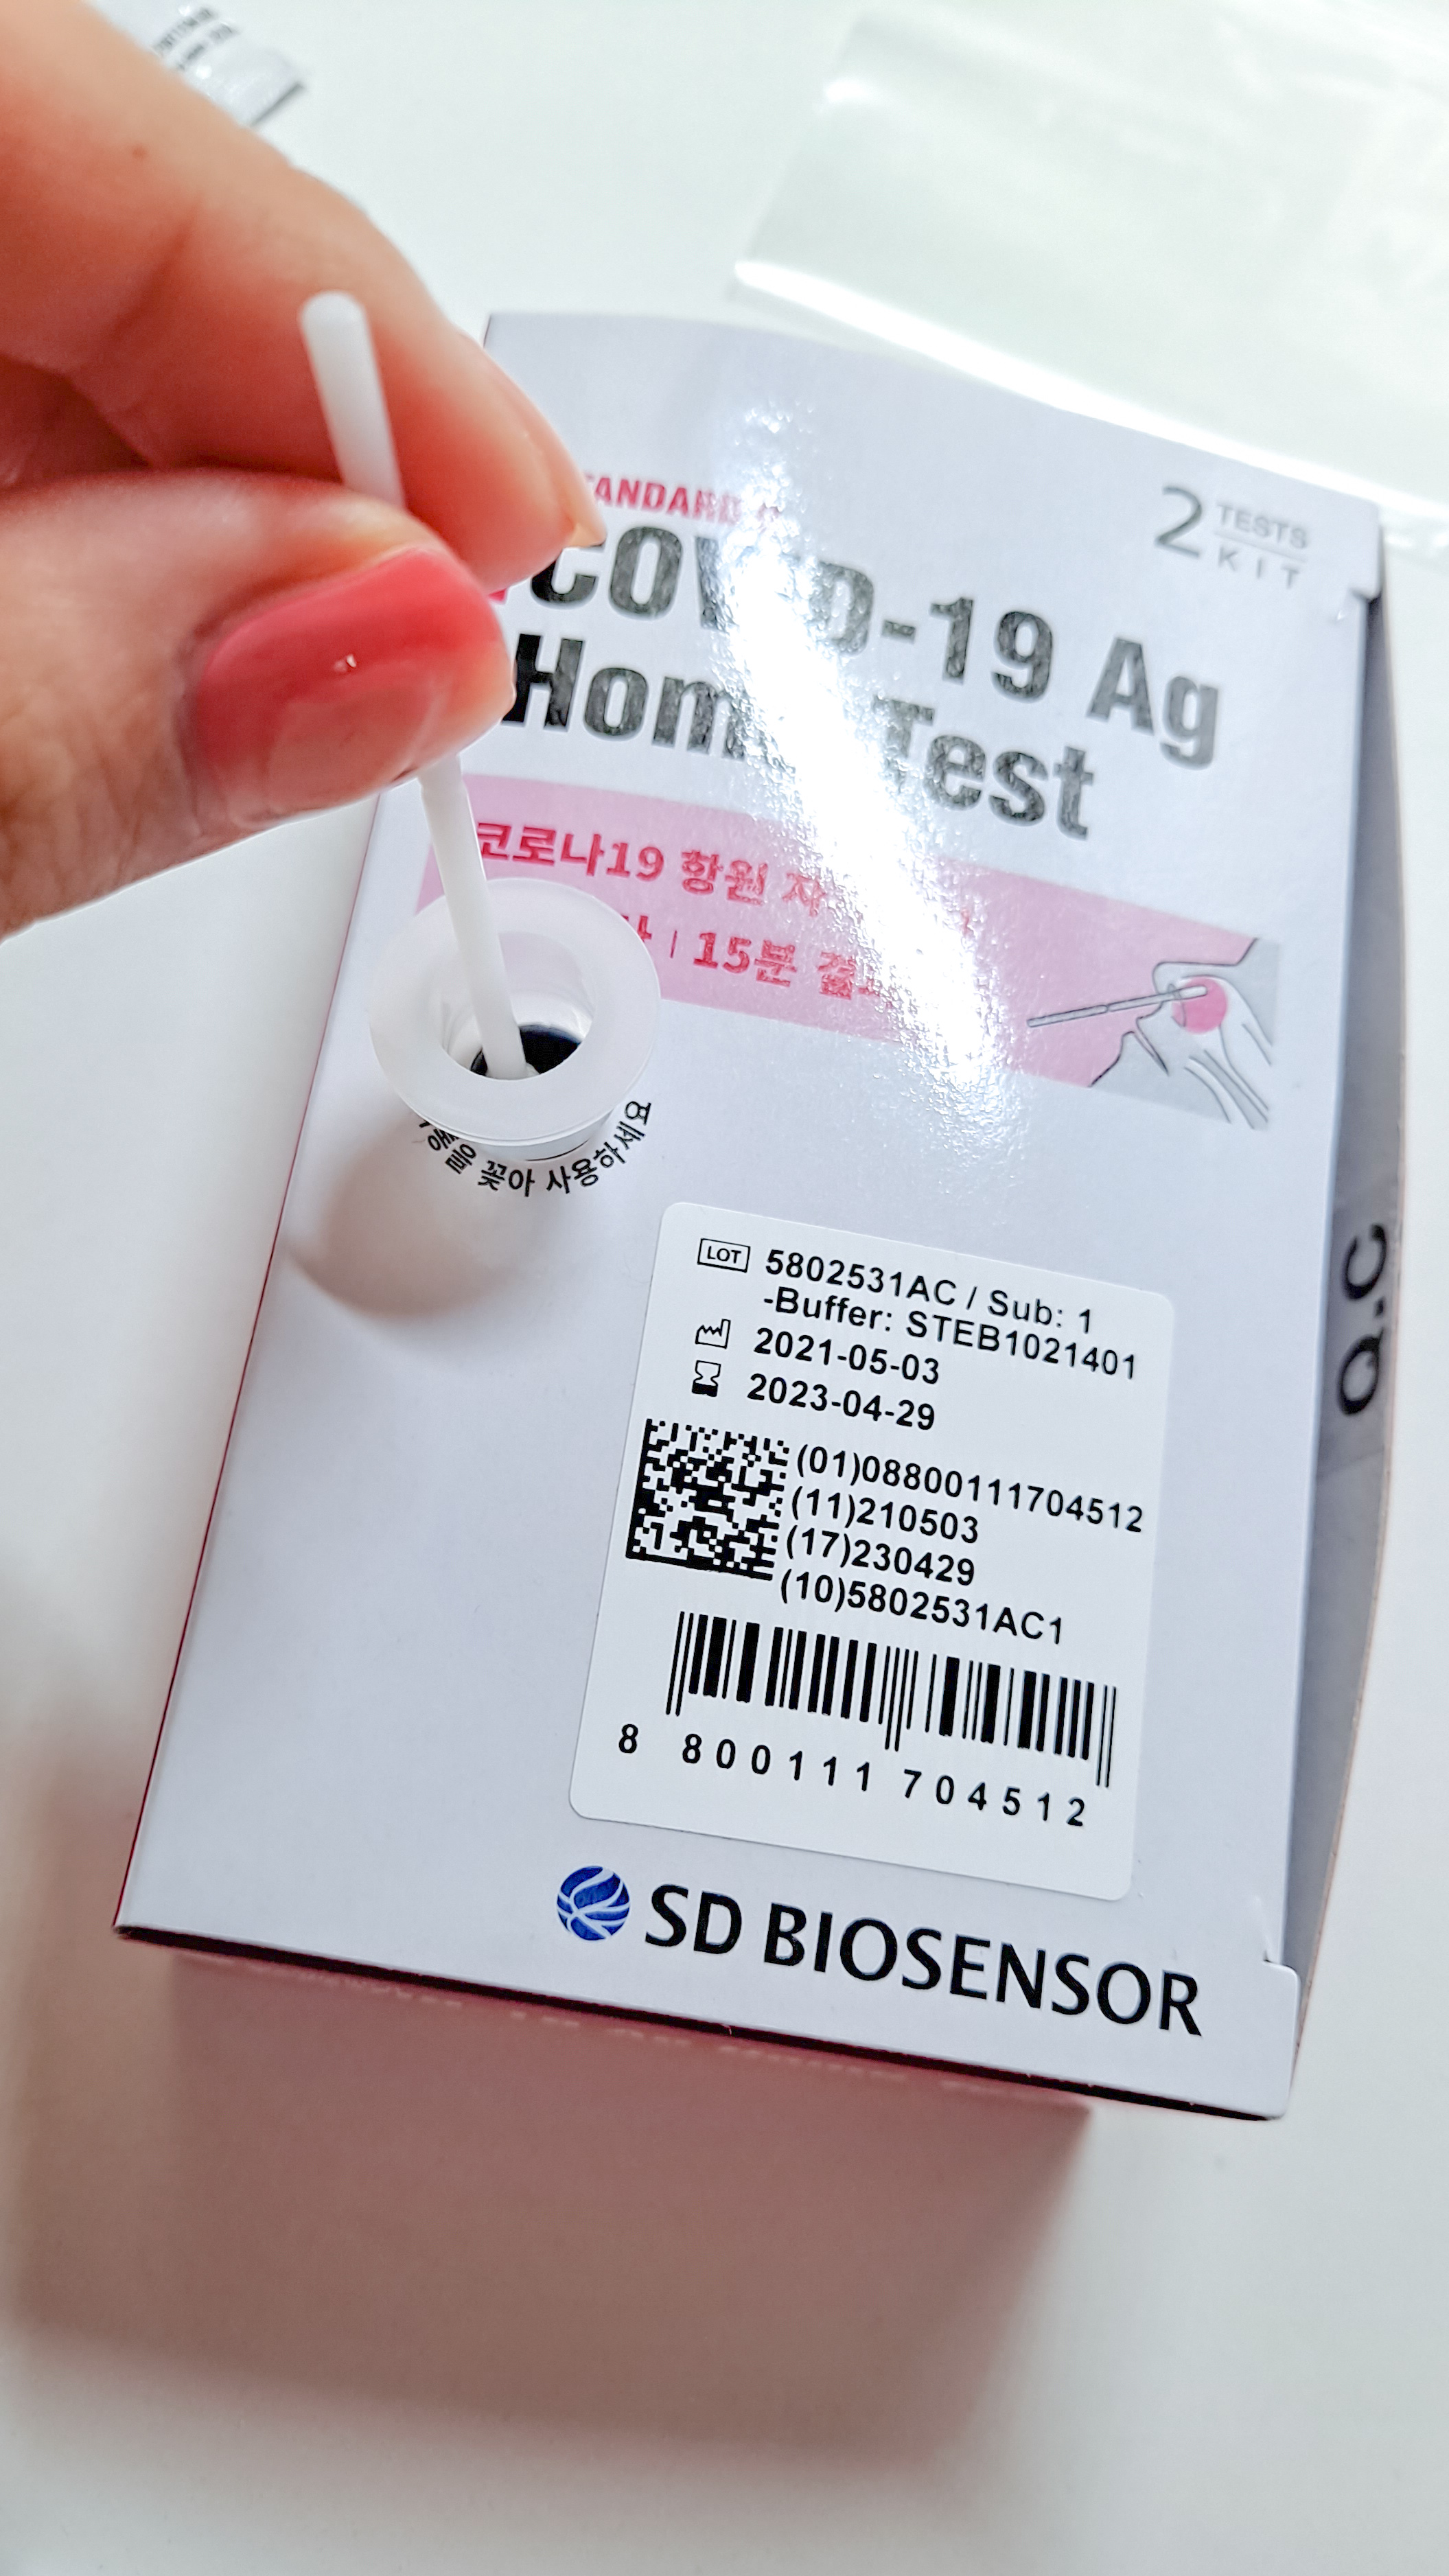 2 TESTS
KIT
COVID-19 Ag
Home Test
코로나19 항원
15분
꽂아 사용하세요
LOT 5802531AC / Sub: 1
-Buffer: STEB1021401
2021-05-03
2023-04-29
(01)08800111704512
(11)210503
(17)230429
(10)5802531AC1
8 800111 704512
SD BIOSENSOR
Q.C